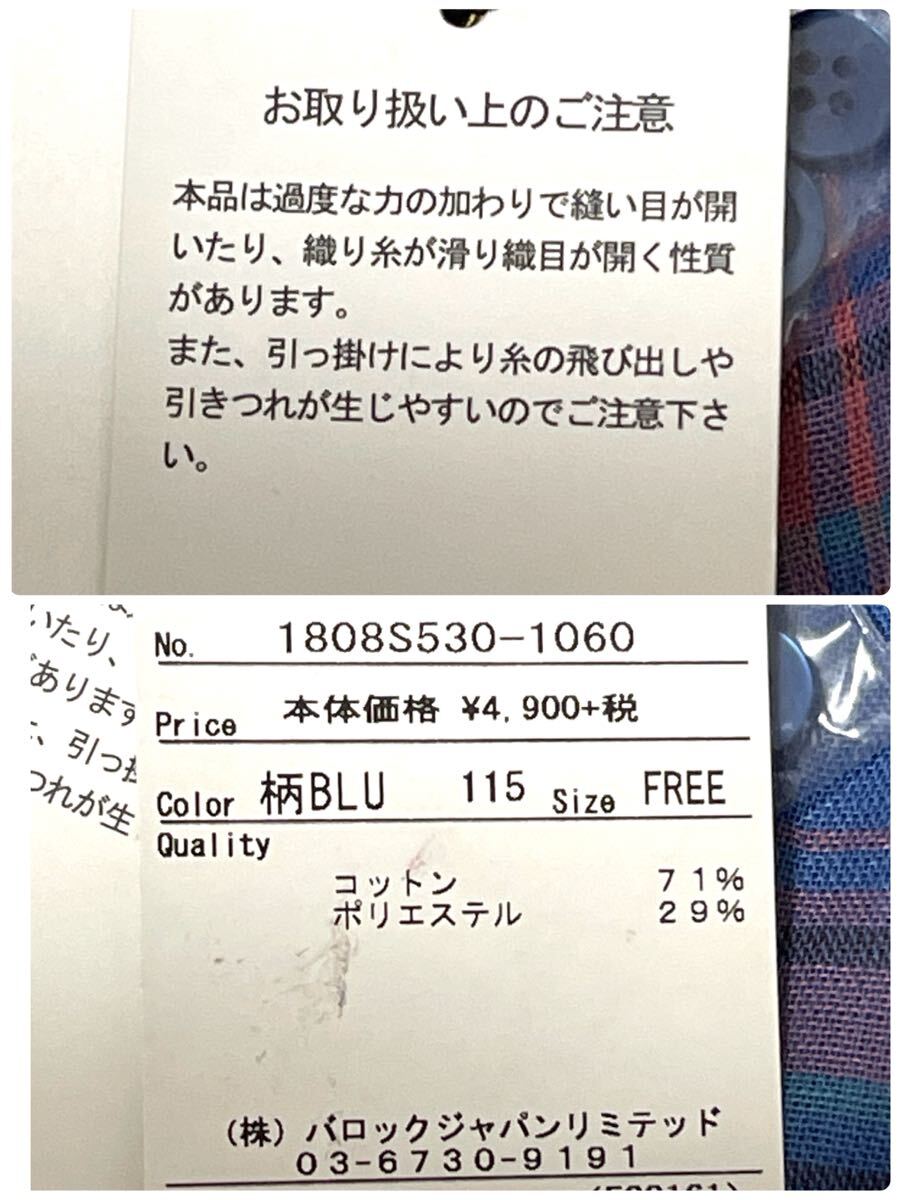 お取り扱い上のご注意
本品は過度な力の加わりで縫い目が開
いたり、織り糸が滑り織目が開く性質
があります。
また、引っ掛けにより糸の飛び出しや
引きつれが生じやすいのでご注意下さ
い。
いたり、
があります
、引っ掛
つれが生
No. 1808S530-1060
Price 本体価格 ¥4,900+税
Color 柄BLU 115 Size FREE
Quality
コットン 71%
ポリエステル 29%
(株) バロックジャパンリミテッド
03-6730-9191